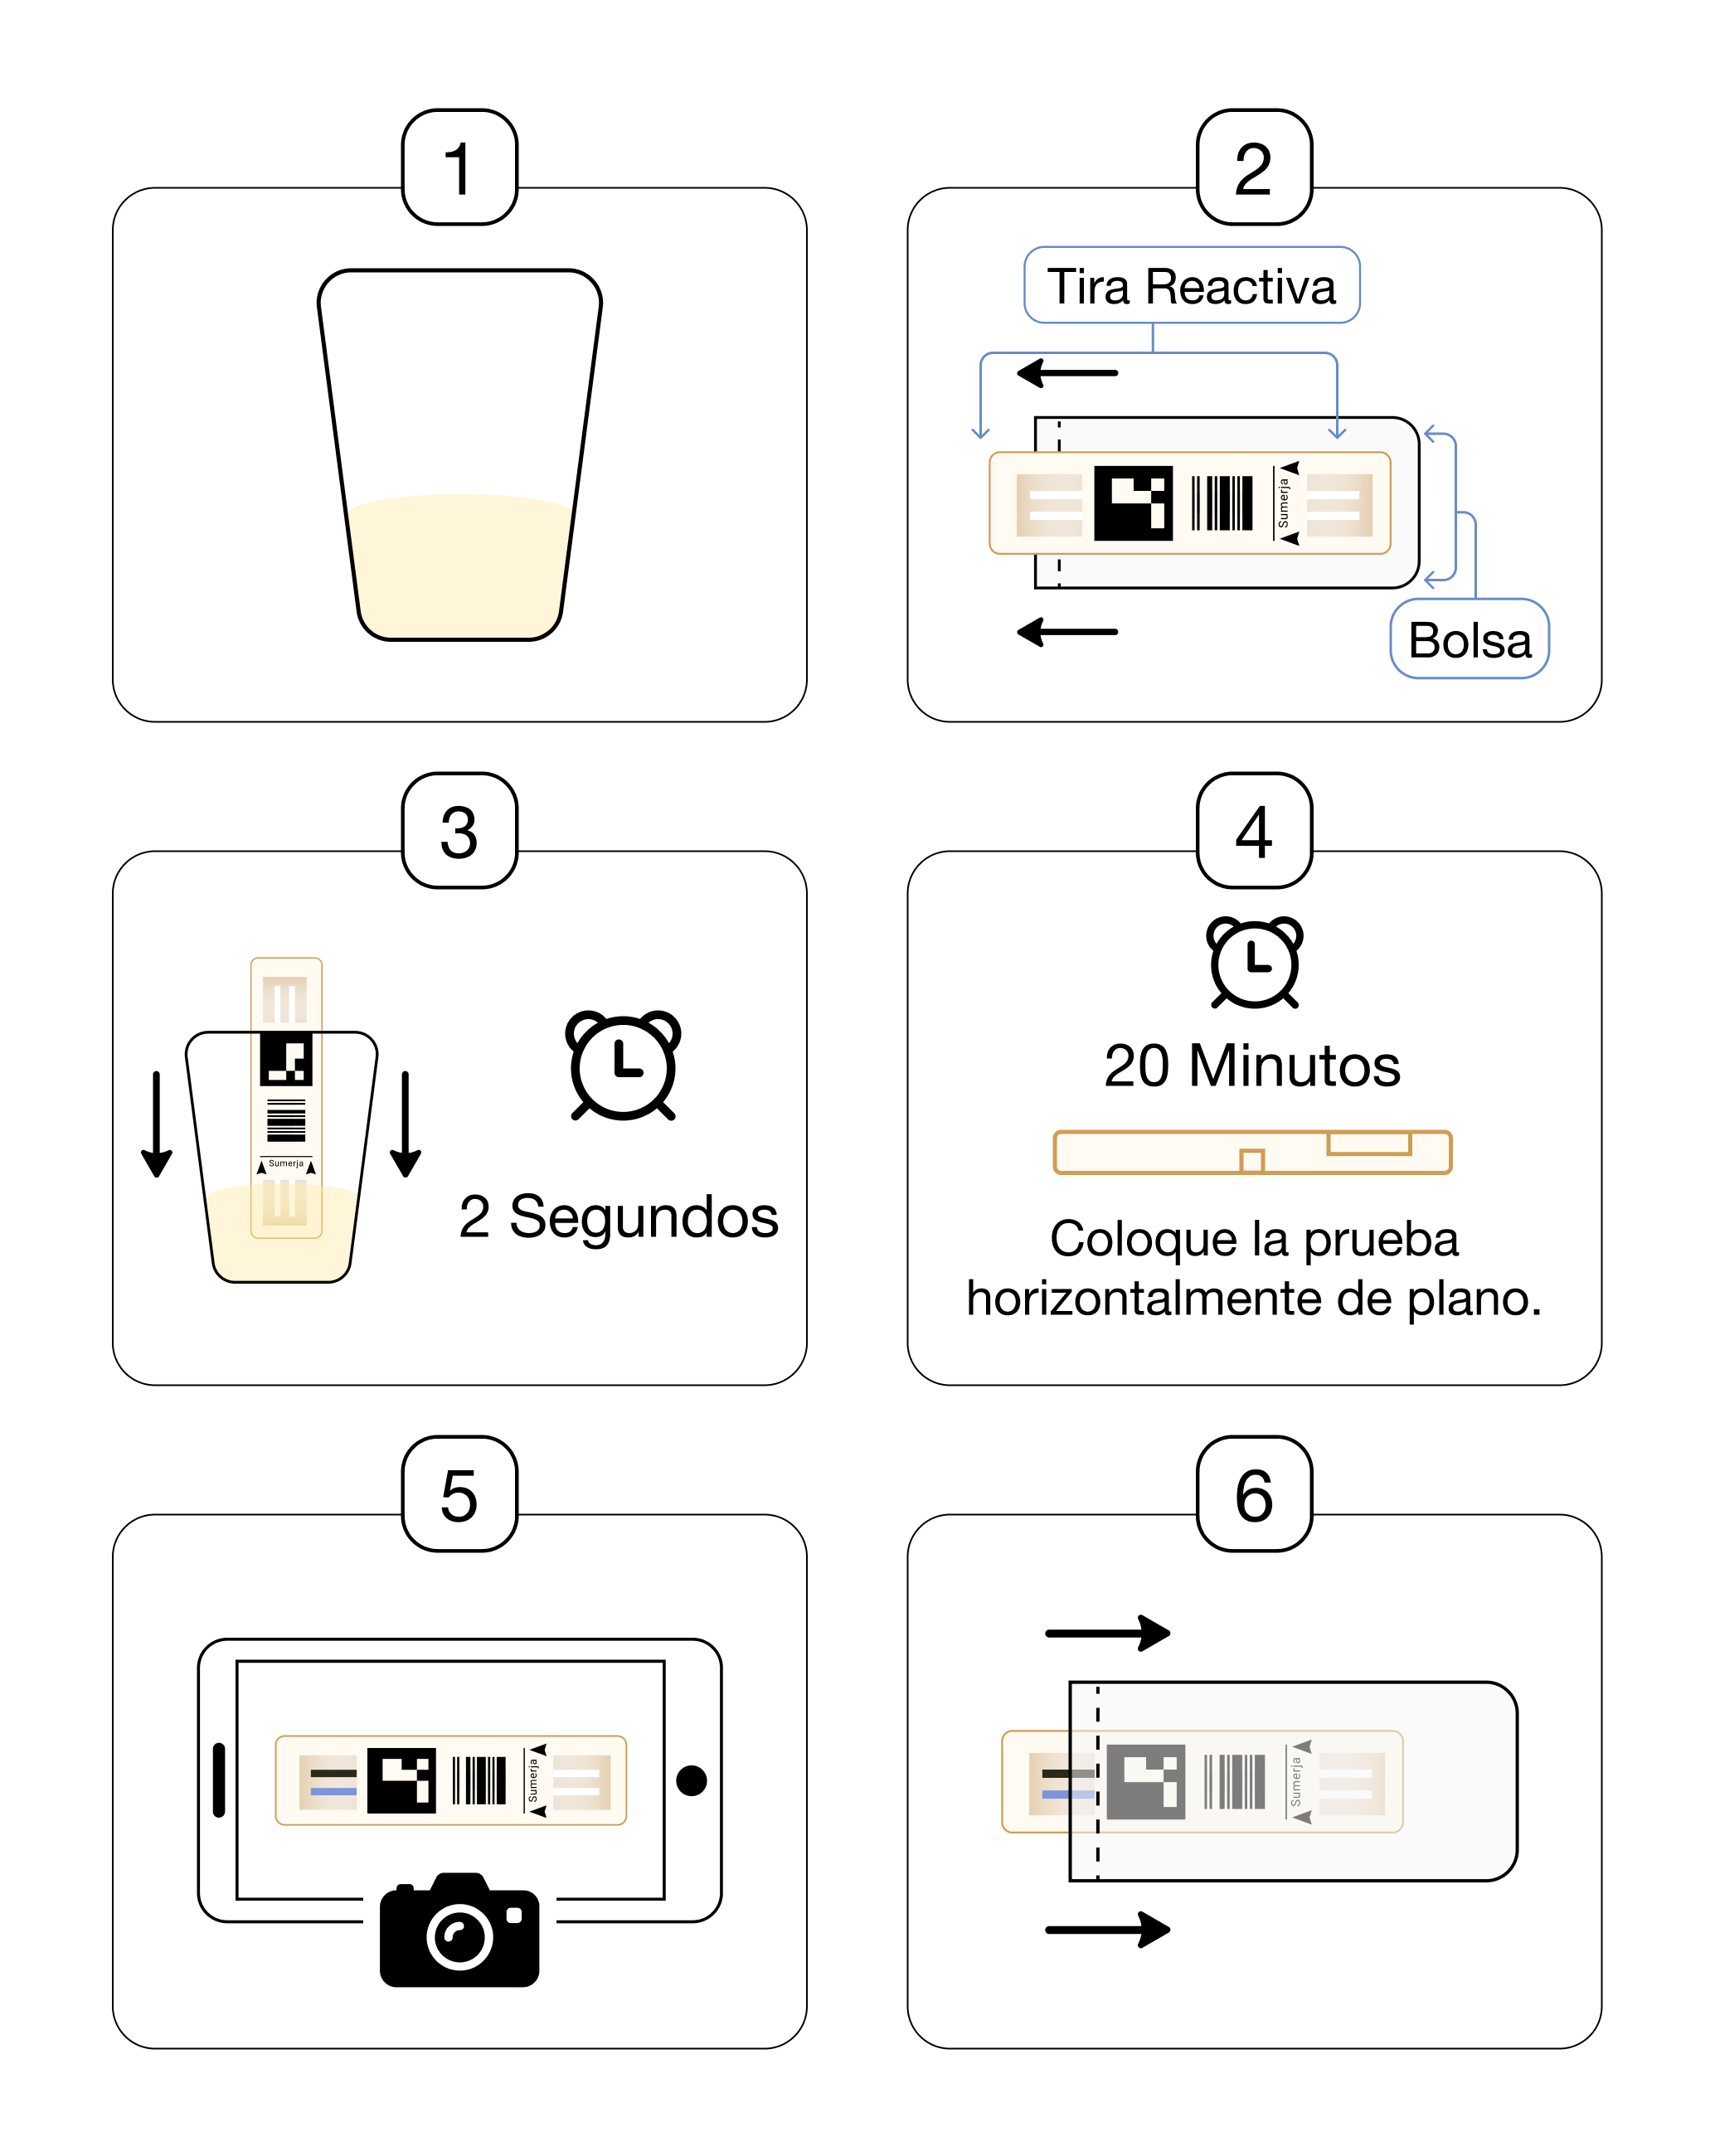 1
2
Tira Reactiva
Sumerja
Bolsa
3
Sumerja
2 Segundos
4
20 Minutos
Coloque la prueba
horizontalmente de plano.
5
Sumerja
6
Sumerja